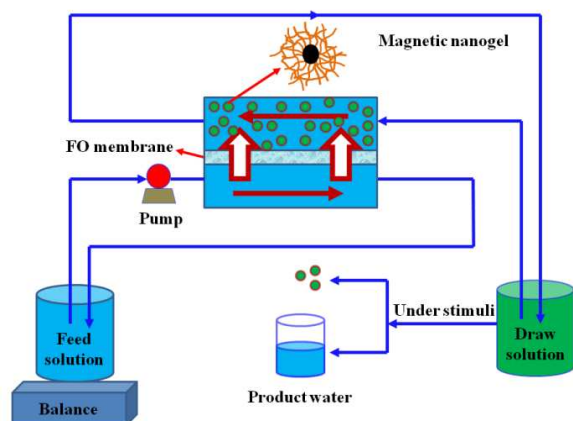 Magnetic nanogel
FO membrane
Pump
Feed
solution
Balance
Under stimuli
Product water
Draw
solution